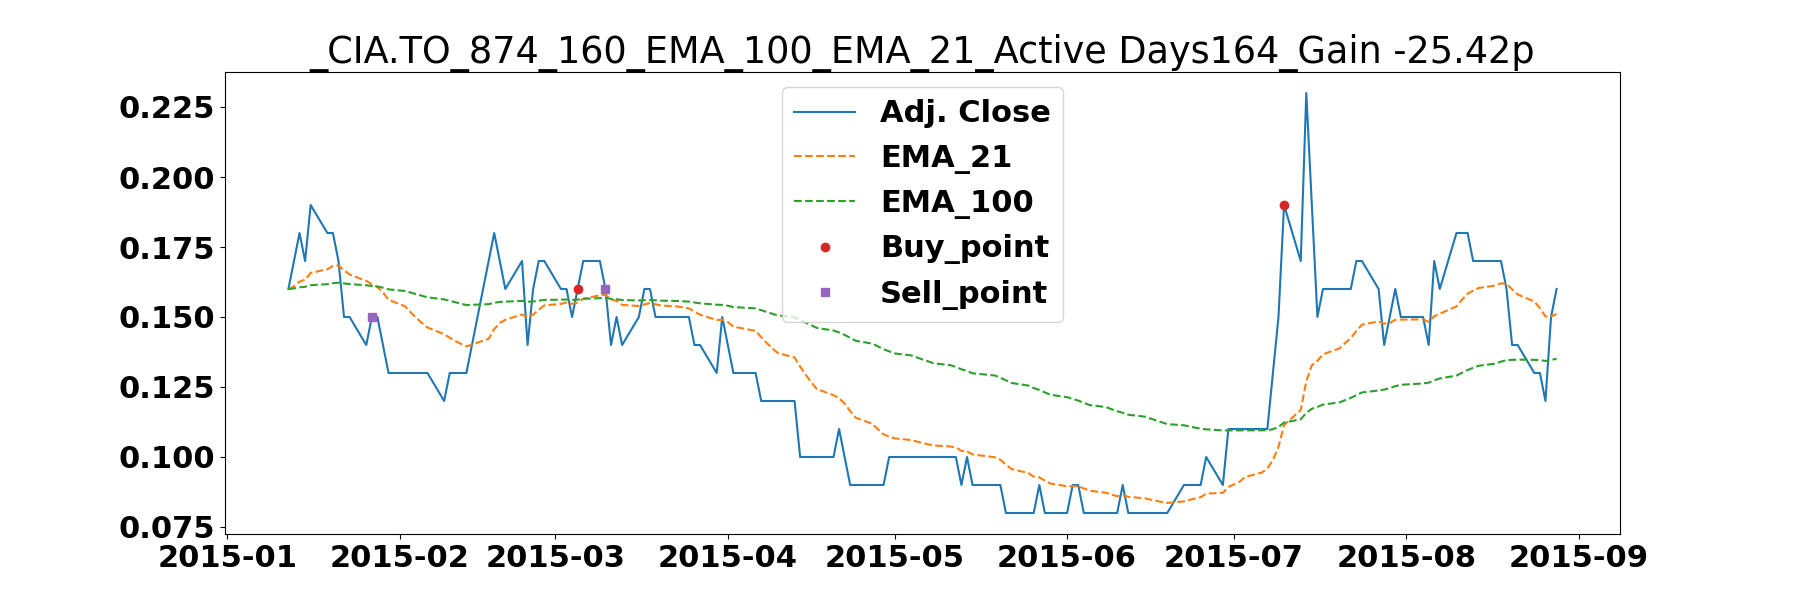 _CIA.TO_874_160_EMA_100_EMA_21_Active Days164_Gain -25.42p
0.225
0.200
0.175
0.150
0.125
0.100
0.075
Adj. Close
EMA_21
EMA_100
Buy_point
Sell_point
2015-01 2015-02 2015-03 2015-04 2015-05 2015-06 2015-07 2015-08 2015-09